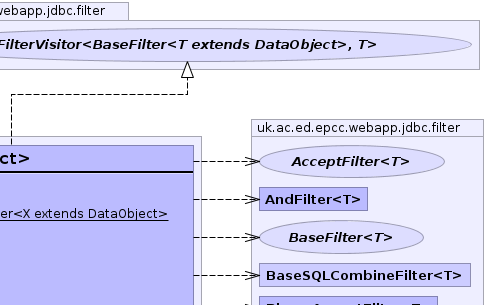 webapp.jdbc.filter
FilterVisitor<BaseFilter<T extends DataObject>, T>
uk.ac.ed.epcc.webapp.jdbc.filter
ct>
AcceptFilter<T>
AndFilter<T>
er<X extends DataObject>
BaseFilter<T>
BaseSQLCombineFilter<T>